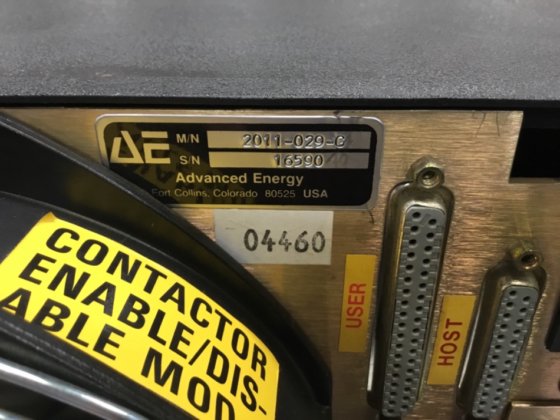 AE M/N 2011-029-C
S/N 16590
Advanced Energy
Fort Collins, Colorado 80525 USA
04460
CONTACTOR
ENABLE/DIS-
ABLE MOD
USER
HOST